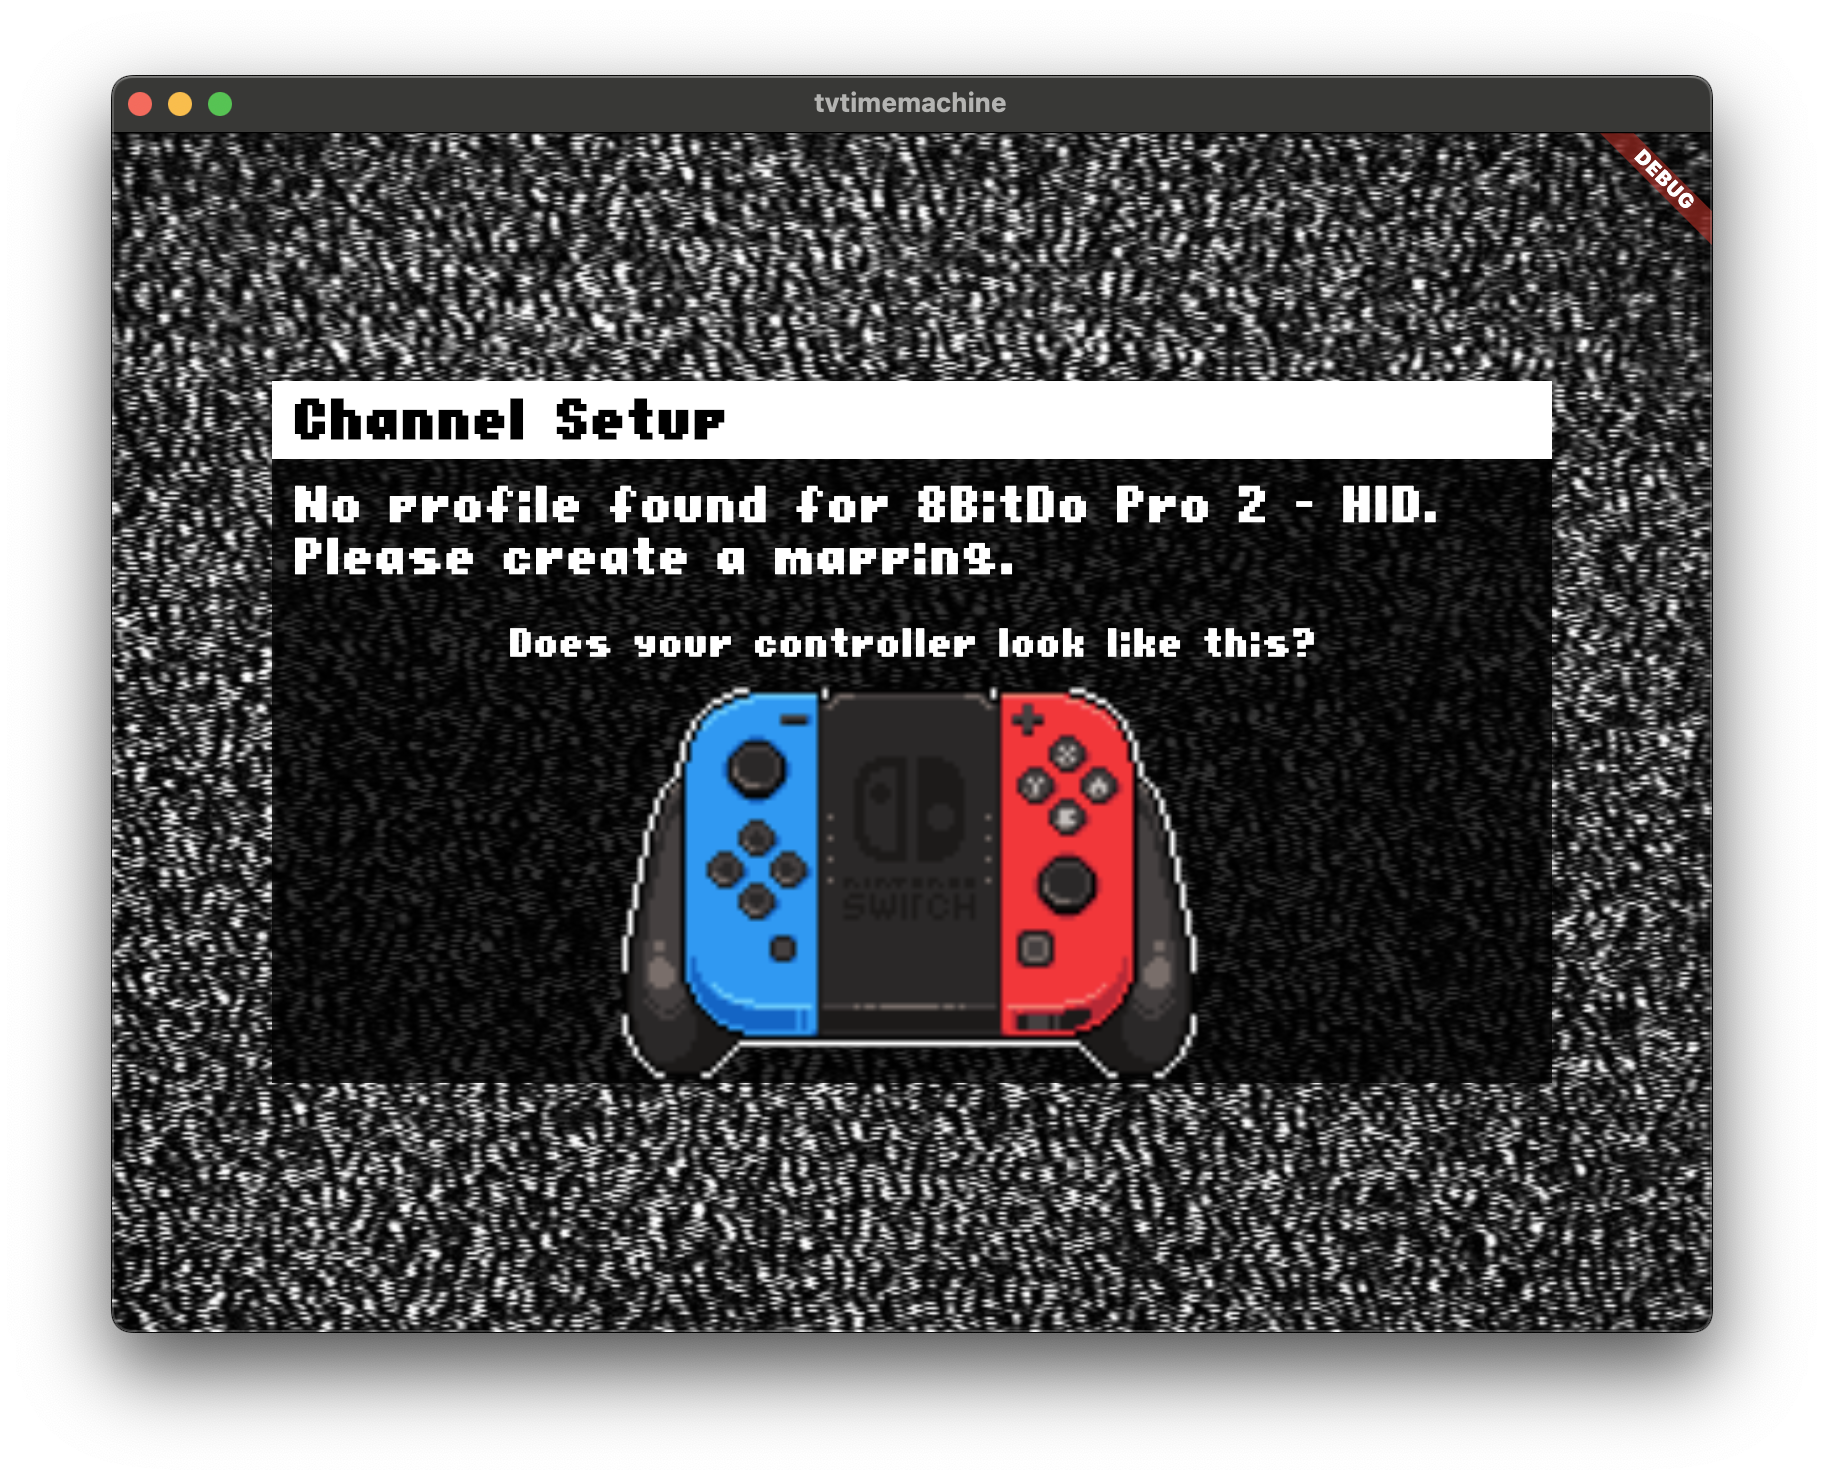 tvtimemachine
DEBUG
Channel Setup
No profile found for 8BitDo Pro 2 - HID.
Please create a mapping.
Does your controller look like this?
X
Y A
SWITCH